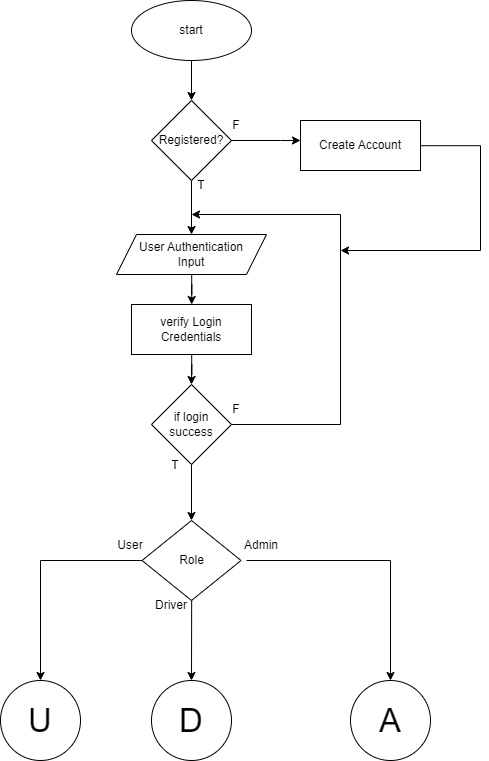 start
Registered?
F
Create Account
T
User Authentication
Input
verify Login
Credentials
if login
success
F
T
User
Role
Admin
Driver
U
D
A